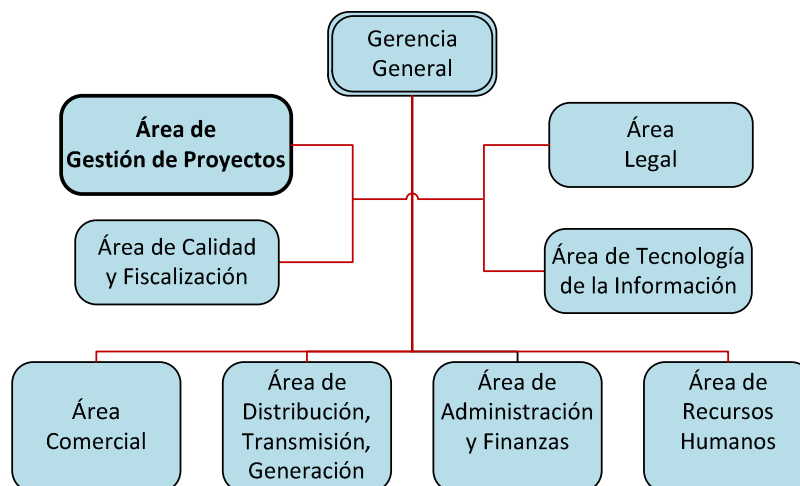 Gerencia
General
Área de
Gestión de Proyectos
Área
Legal
Área de Calidad
y Fiscalización
Área de Tecnología
de la Información
Área
Comercial
Área de
Distribución,
Transmisión,
Generación
Área de
Administración
y Finanzas
Área de
Recursos
Humanos